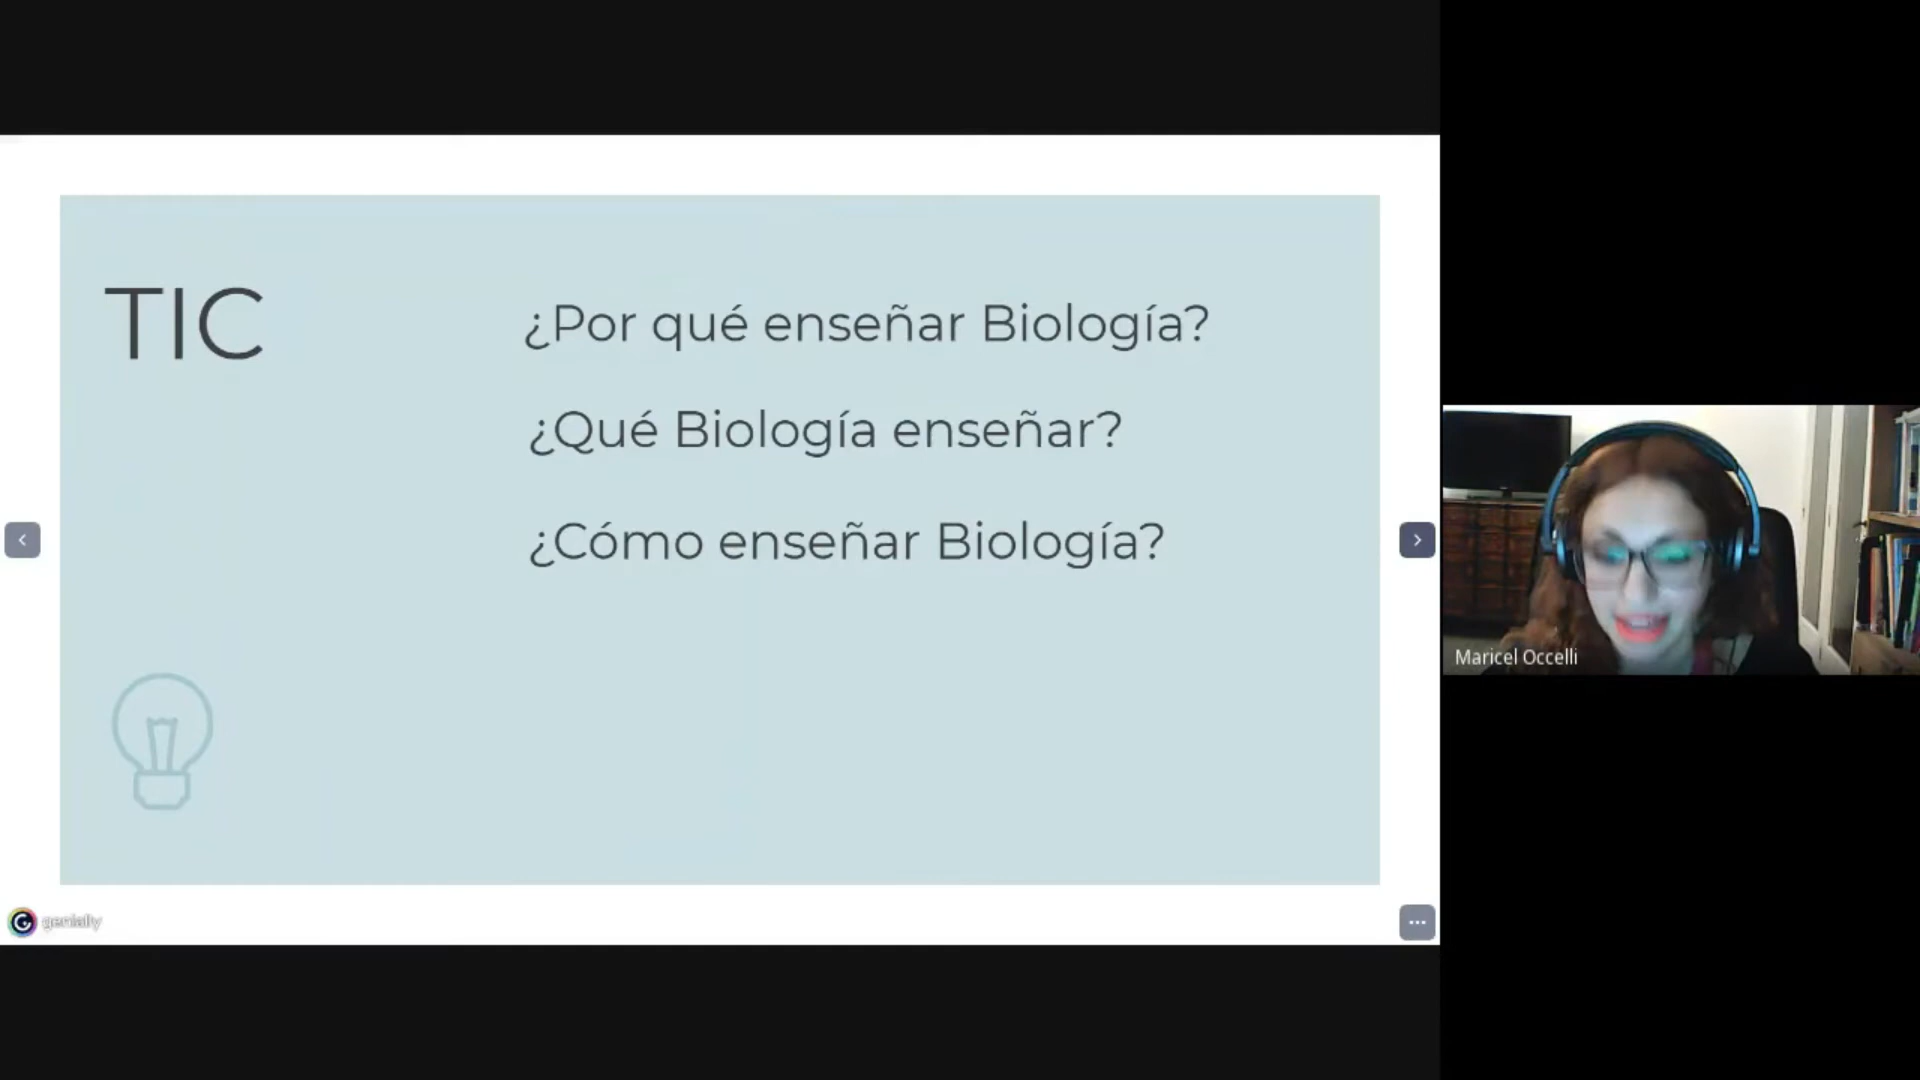 TIC
¿Por qué enseñar Biología?
¿Qué Biología enseñar?
¿Cómo enseñar Biología?
Maricel Occelli
genially